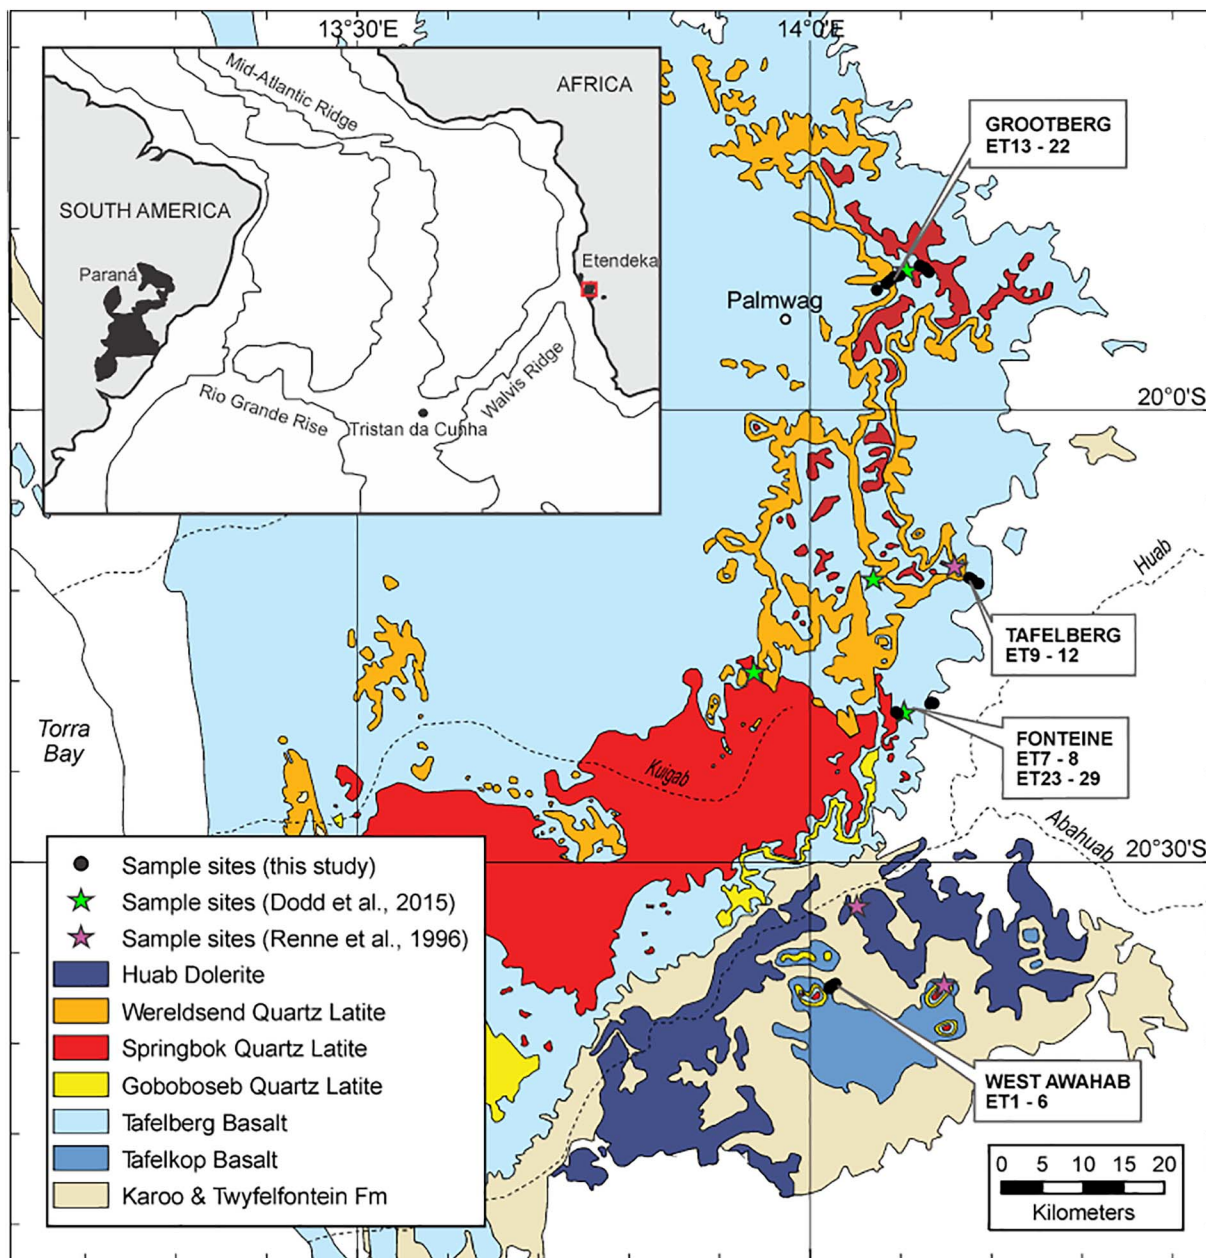 13°30'E
14°0'E
Mid-Atlantic Ridge
AFRICA
SOUTH AMERICA
Paraná
Etendeka
Rio Grande Rise
Walvis Ridge
Tristan da Cunha
GROOTBERG
ET13 - 22
Palmwag
20°0'S
Huab
TAFELBERG
ET9 - 12
Torra
Bay
Kuigab
FONTEINE
ET7 - 8
ET23 - 29
Abahuab
20°30'S
Sample sites (this study)
Sample sites (Dodd et al., 2015)
Sample sites (Renne et al., 1996)
Huab Dolerite
Wereldsend Quartz Latite
Springbok Quartz Latite
Goboboseb Quartz Latite
Tafelberg Basalt
Tafelkop Basalt
Karoo & Twyfelfontein Fm
WEST AWAHAB
ET1 - 6
0 5 10 15 20
Kilometers